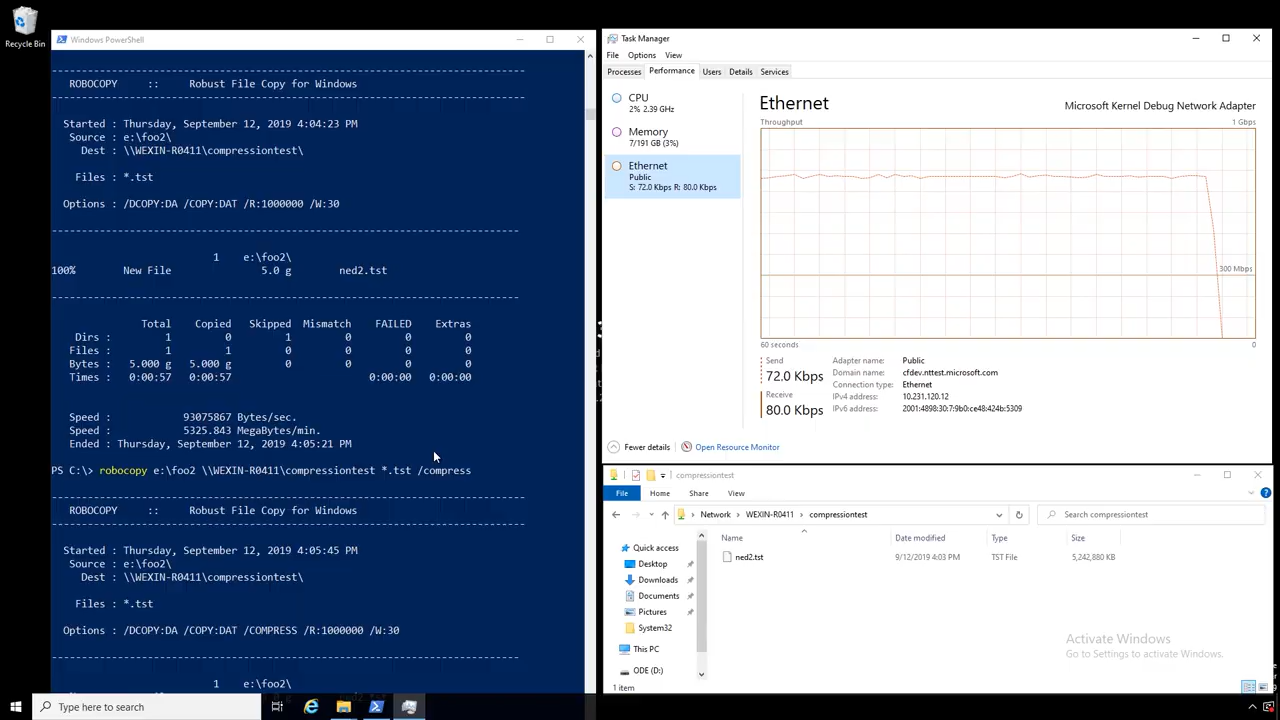 Recycle Bin
Windows PowerShell
ROBOCOPY :: Robust File Copy for Windows
Started : Thursday, September 12, 2019 4:04:23 PM
Source : e:\foo2\
Dest : \\WEXIN-R0411\compressiontest\
Files : *.tst
Options : /DCOPY:DA /COPY:DAT /R:1000000 /W:30
1 e:\foo2\
100% New File 5.0 g ned2.tst
Total Copied Skipped Mismatch FAILED Extras
Dirs : 1 0 1 0 0 0
Files : 1 1 0 0 0 0
Bytes : 5.000 g 5.000 g 0 0 0 0
Times : 0:00:57 0:00:57 0:00:00 0:00:00
Speed : 93075867 Bytes/sec.
Speed : 5325.843 MegaBytes/min.
Ended : Thursday, September 12, 2019 4:05:21 PM
PS C:\> robocopy e:\foo2 \\WEXIN-R0411\compressiontest *.tst /compress
ROBOCOPY :: Robust File Copy for Windows
Started : Thursday, September 12, 2019 4:05:45 PM
Source : e:\foo2\
Dest : \\WEXIN-R0411\compressiontest\
Files : *.tst
Options : /DCOPY:DA /COPY:DAT /COMPRESS /R:1000000 /W:30
1 e:\foo2\
Task Manager
File Options View
Processes Performance Users Details Services
CPU
2% 2.39 GHz
Memory
7/191 GB (3%)
Ethernet
Public
S: 72.0 Kbps R: 80.0 Kbps
Ethernet
Microsoft Kernel Debug Network Adapter
Throughput 1 Gbps
300 Mbps
60 seconds 0
Send
72.0 Kbps
Receive
80.0 Kbps
Adapter name: Public
Domain name: cfdev.nttest.microsoft.com
Connection type: Ethernet
IPv4 address: 10.231.120.12
IPv6 address: 2001:4898:30:7:9b0:ce48:424b:5309
Fewer details Open Resource Monitor
compressiontest
File Home Share View
Network > WEXIN-R0411 > compressiontest
Search compressiontest
Quick access
Desktop
Downloads
Documents
Pictures
System32
This PC
ODE (D:)
Name Date modified Type Size
ned2.tst 9/12/2019 4:03 PM TST File 5,242,880 KB
Activate Windows
Go to Settings to activate Windows.
1 item
Type here to search